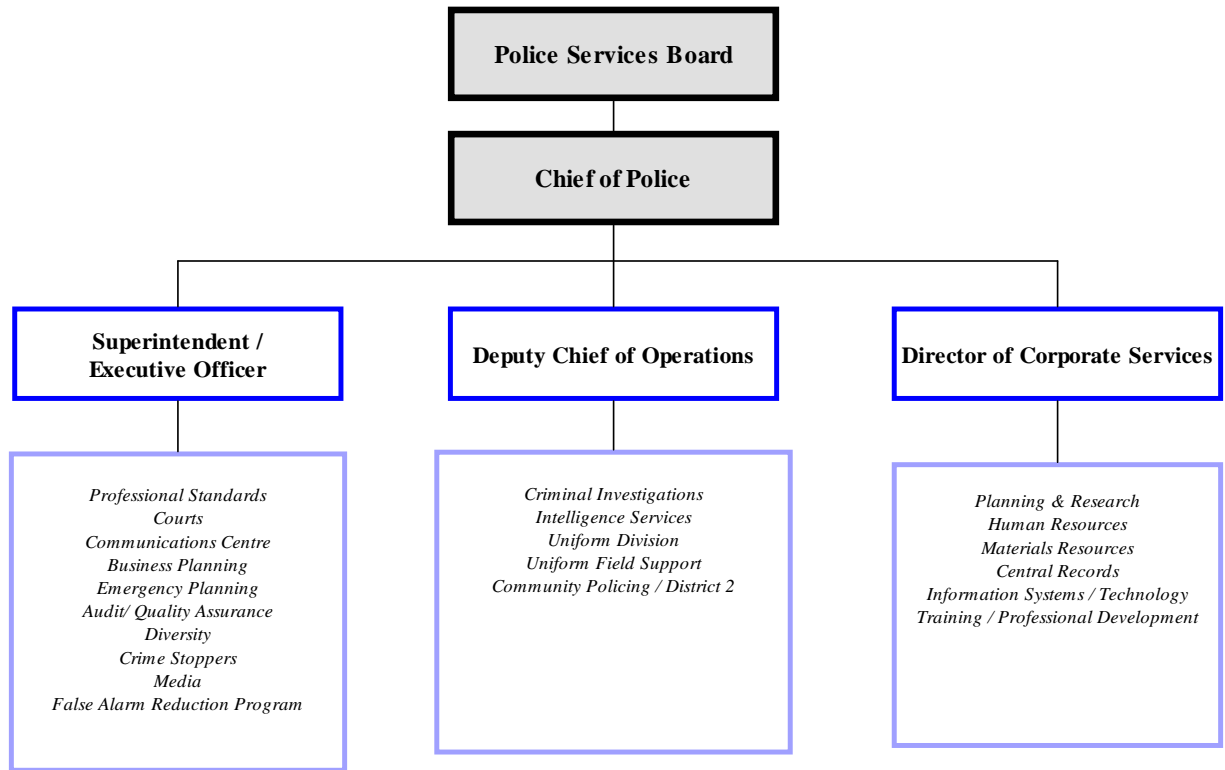 Police Services Board
Chief of Police
Superintendent /
Executive Officer
Professional Standards
Courts
Communications Centre
Business Planning
Emergency Planning
Audit/ Quality Assurance
Diversity
Crime Stoppers
Media
False Alarm Reduction Program
Deputy Chief of Operations
Criminal Investigations
Intelligence Services
Uniform Division
Uniform Field Support
Community Policing / District 2
Director of Corporate Services
Planning & Research
Human Resources
Materials Resources
Central Records
Information Systems / Technology
Training / Professional Development